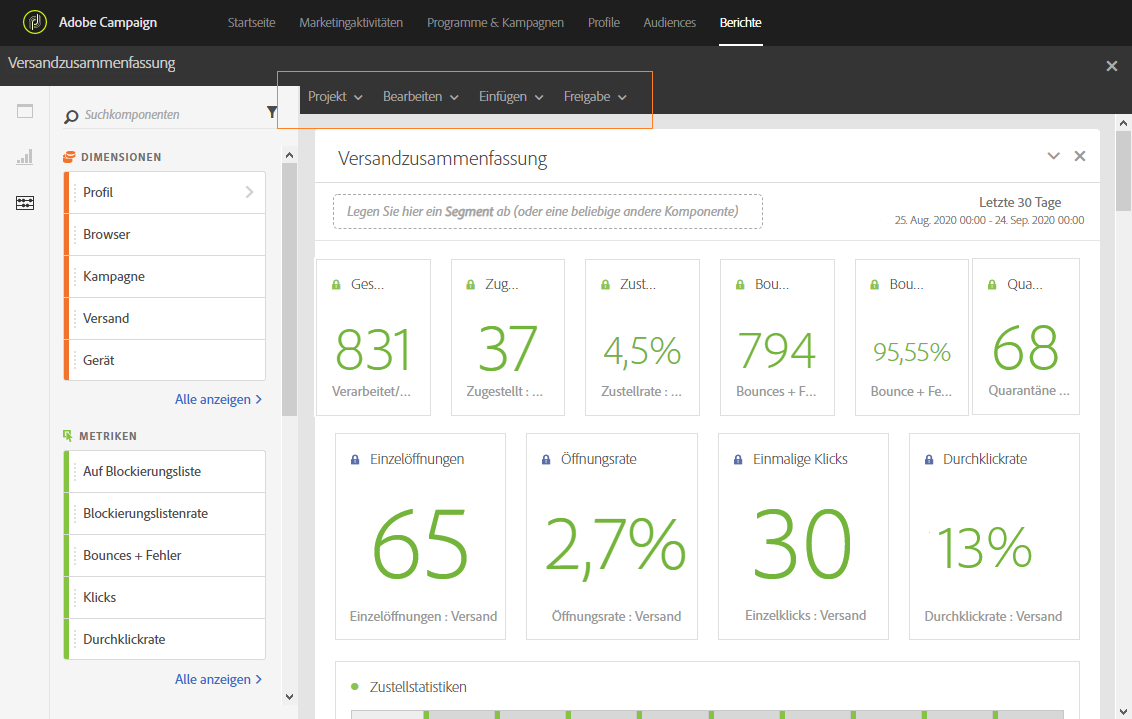 Adobe Campaign
Startseite Marketingaktivitäten Programme & Kampagnen Profile Audiences Berichte
Versandzusammenfassung
Projekt Bearbeiten Einfügen Freigabe
Suchkomponenten
DIMENSIONEN
Profil
Browser
Kampagne
Versand
Gerät
Alle anzeigen
METRIKEN
Auf Blockierungsliste
Blockierungslistenrate
Bounces + Fehler
Klicks
Durchklickrate
Alle anzeigen
Versandzusammenfassung
Legen Sie hier ein Segment ab (oder eine beliebige andere Komponente)
Letzte 30 Tage
25. Aug. 2020 00:00 - 24. Sep. 2020 00:00
Ges...
831
Verarbeitet/...
Zug...
37
Zugestellt : ...
Zust...
4,5%
Zustellrate : ...
Bou...
794
Bounces + F...
Bou...
95,55%
Bounce + Fe...
Qua...
68
Quarantäne ...
Einzelöffnungen
65
Einzelöffnungen : Versand
Öffnungsrate
2,7%
Öffnungsrate : Versand
Einmalige Klicks
30
Einzelklicks : Versand
Durchklickrate
13%
Durchklickrate : Versand
Zustellstatistiken